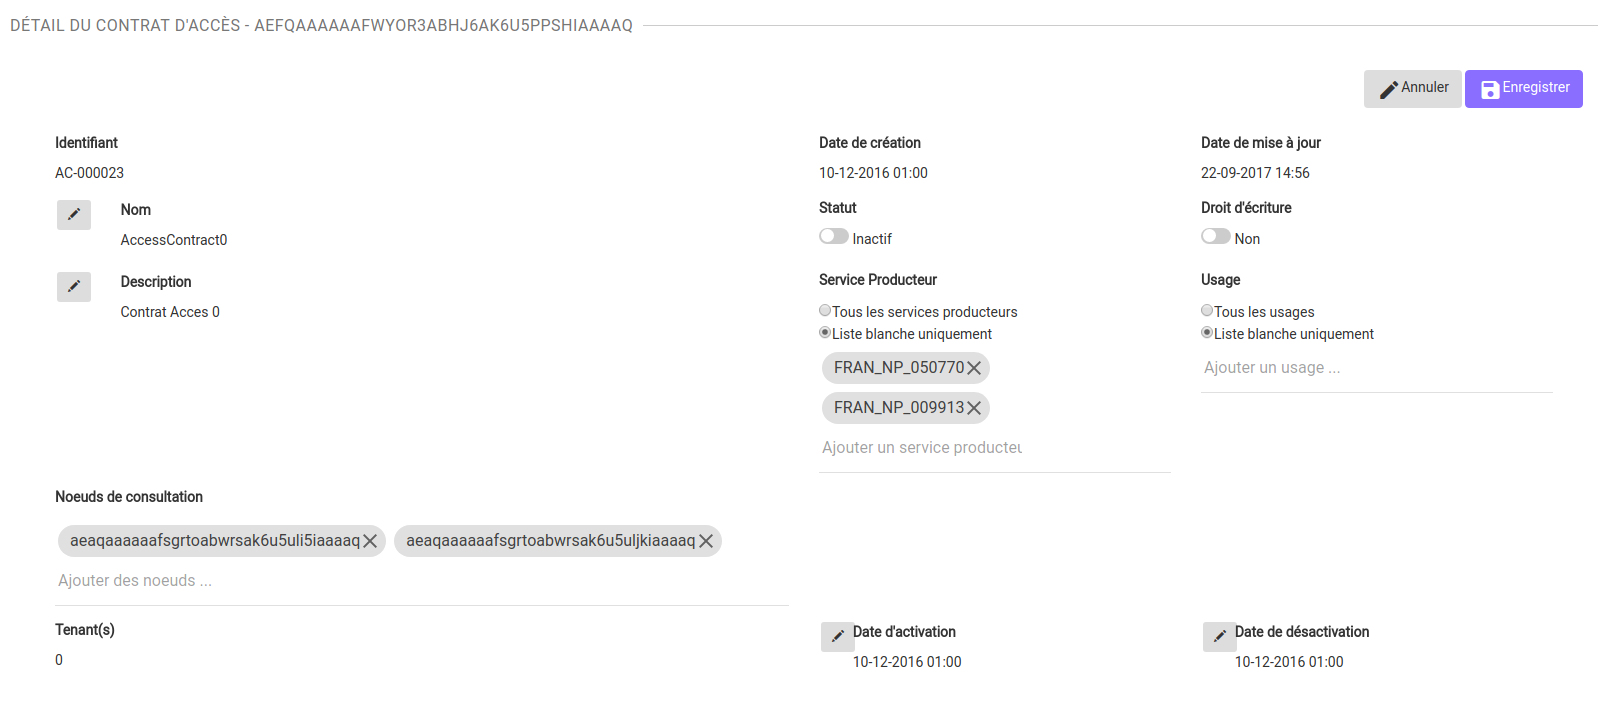 DÉTAIL DU CONTRAT D'ACCÈS - AEFQAAAAAAFWYOR3ABHJ6AK6U5PPSHIAAAAQ
Annuler
Enregistrer
Identifiant
AC-000023
Date de création
10-12-2016 01:00
Date de mise à jour
22-09-2017 14:56
Nom
AccessContract0
Statut
Inactif
Droit d'écriture
Non
Description
Contrat Acces 0
Service Producteur
Tous les services producteurs
Liste blanche uniquement
FRAN_NP_050770
FRAN_NP_009913
Ajouter un service producteu
Usage
Tous les usages
Liste blanche uniquement
Ajouter un usage ...
Noeuds de consultation
aeaqaaaaaafsgrtoabwrsak6u5uli5iaaaaq
aeaqaaaaaafsgrtoabwrsak6u5uljkiaaaaq
Ajouter des noeuds ...
Tenant(s)
0
Date d'activation
10-12-2016 01:00
Date de désactivation
10-12-2016 01:00